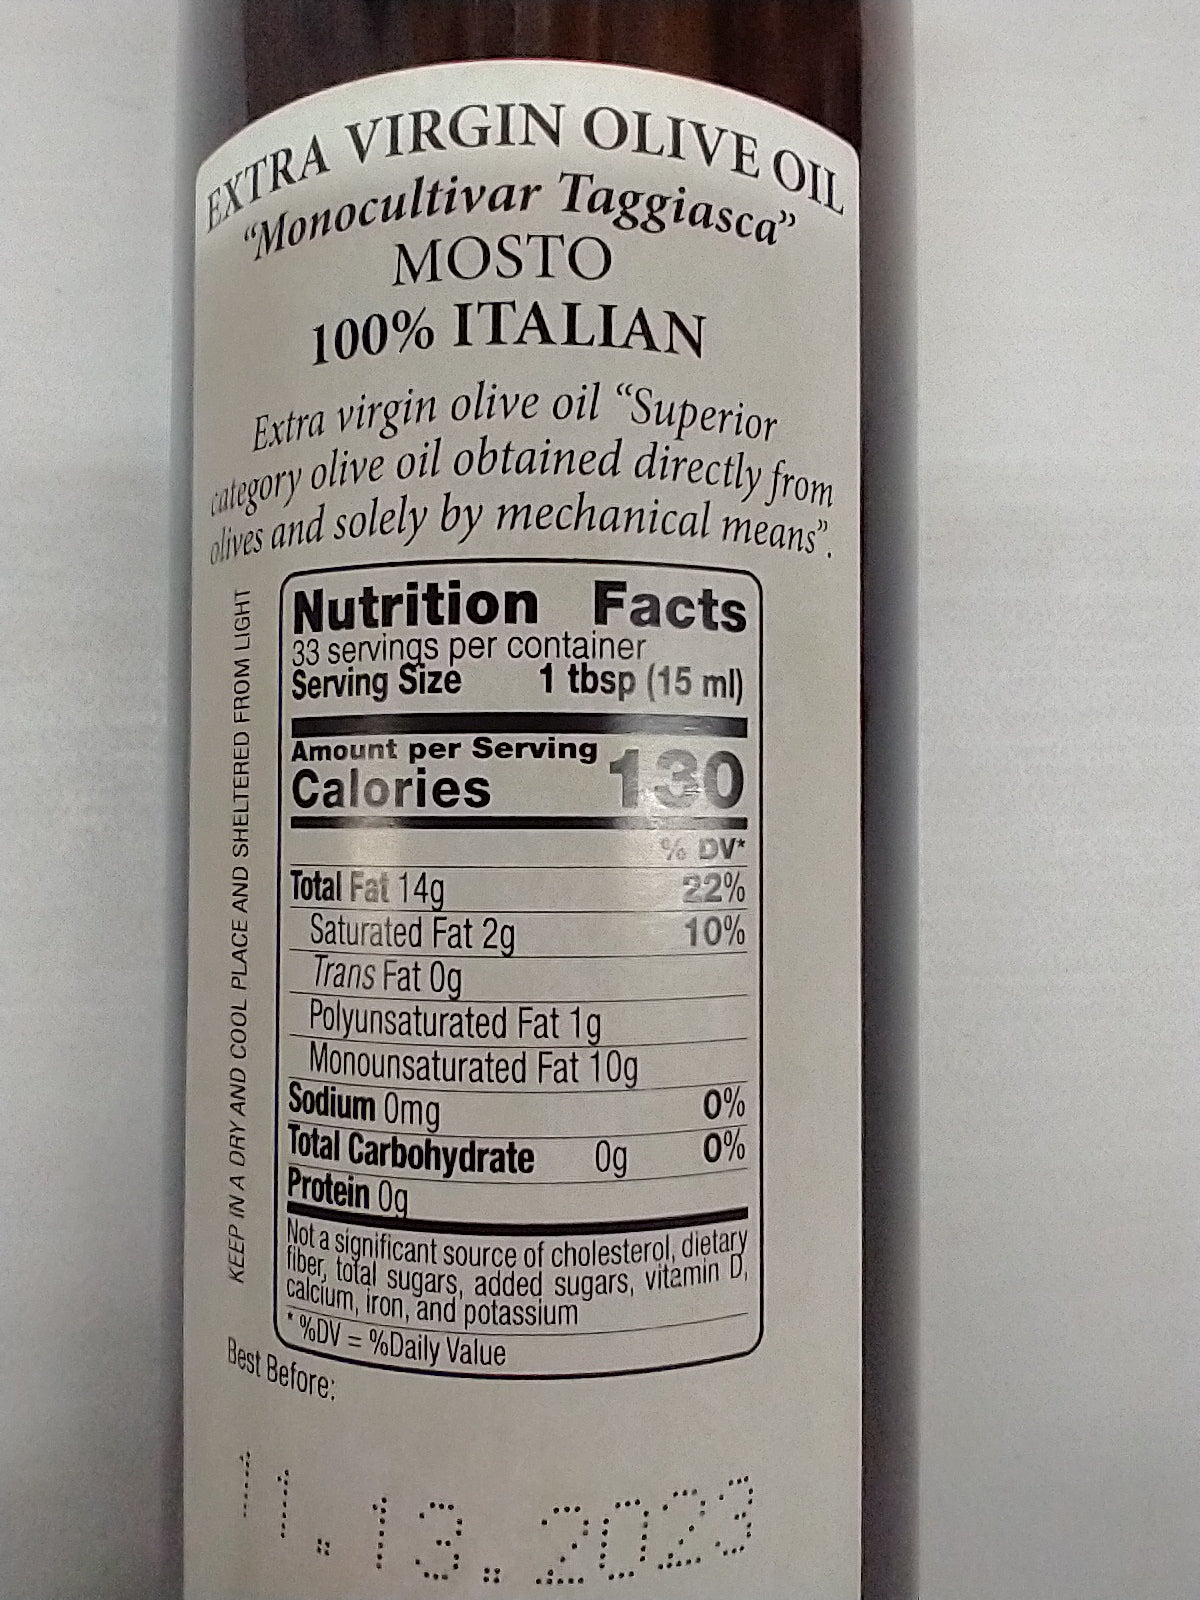 EXTRA VIRGIN OLIVE OIL
“Monocultivar Taggiasca”
MOSTO
100% ITALIAN
Extra virgin olive oil “Superior
category olive oil obtained directly from
olives and solely by mechanical means”.
KEEP IN A DRY AND COOL PLACE AND SHELTERED FROM LIGHT
Nutrition Facts
33 servings per container
Serving Size 1 tbsp (15 ml)
Amount per Serving
Calories 130
% DV*
Total Fat 14g 22%
Saturated Fat 2g 10%
Trans Fat 0g
Polyunsaturated Fat 1g
Monounsaturated Fat 10g
Sodium 0mg 0%
Total Carbohydrate 0g 0%
Protein 0g
Not a significant source of cholesterol, dietary
fiber, total sugars, added sugars, vitamin D,
calcium, iron, and potassium
* %DV = %Daily Value
Best Before:
11.13.2023